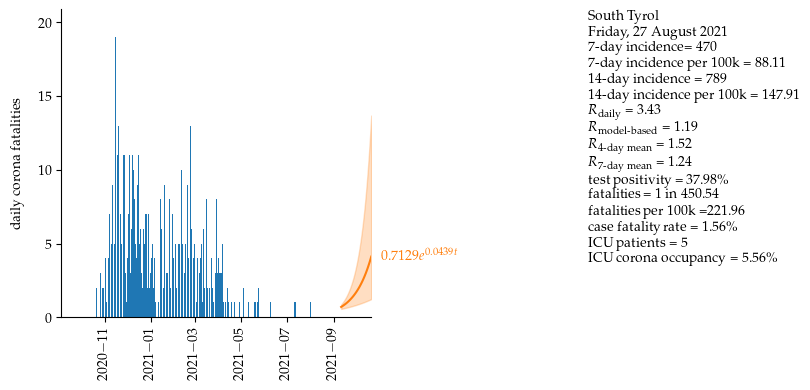 South Tyrol
Friday, 27 August 2021
7-day incidence= 470
7-day incidence per 100k = 88.11
14-day incidence = 789
14-day incidence per 100k = 147.91
R_daily = 3.43
R_model-based = 1.19
R_4-day mean = 1.52
R_7-day mean = 1.24
test positivity = 37.98%
fatalities = 1 in 450.54
fatalities per 100k =221.96
case fatality rate = 1.56%
ICU patients = 5
ICU corona occupancy = 5.56%
daily corona fatalities
20
15
10
5
0
0.7129e^{0.0439t}
2020−11
2021−01
2021−03
2021−05
2021−07
2021−09